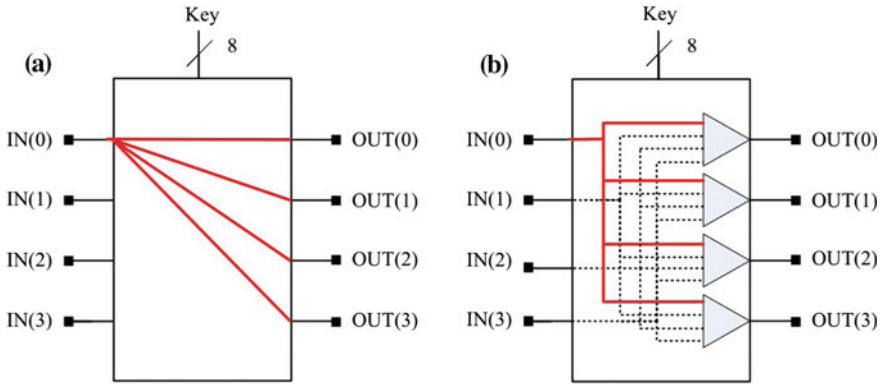 Key
8
(a)
IN(0)
OUT(0)
IN(1)
OUT(1)
IN(2)
OUT(2)
IN(3)
OUT(3)
Key
8
(b)
IN(0)
OUT(0)
IN(1)
OUT(1)
IN(2)
OUT(2)
IN(3)
OUT(3)